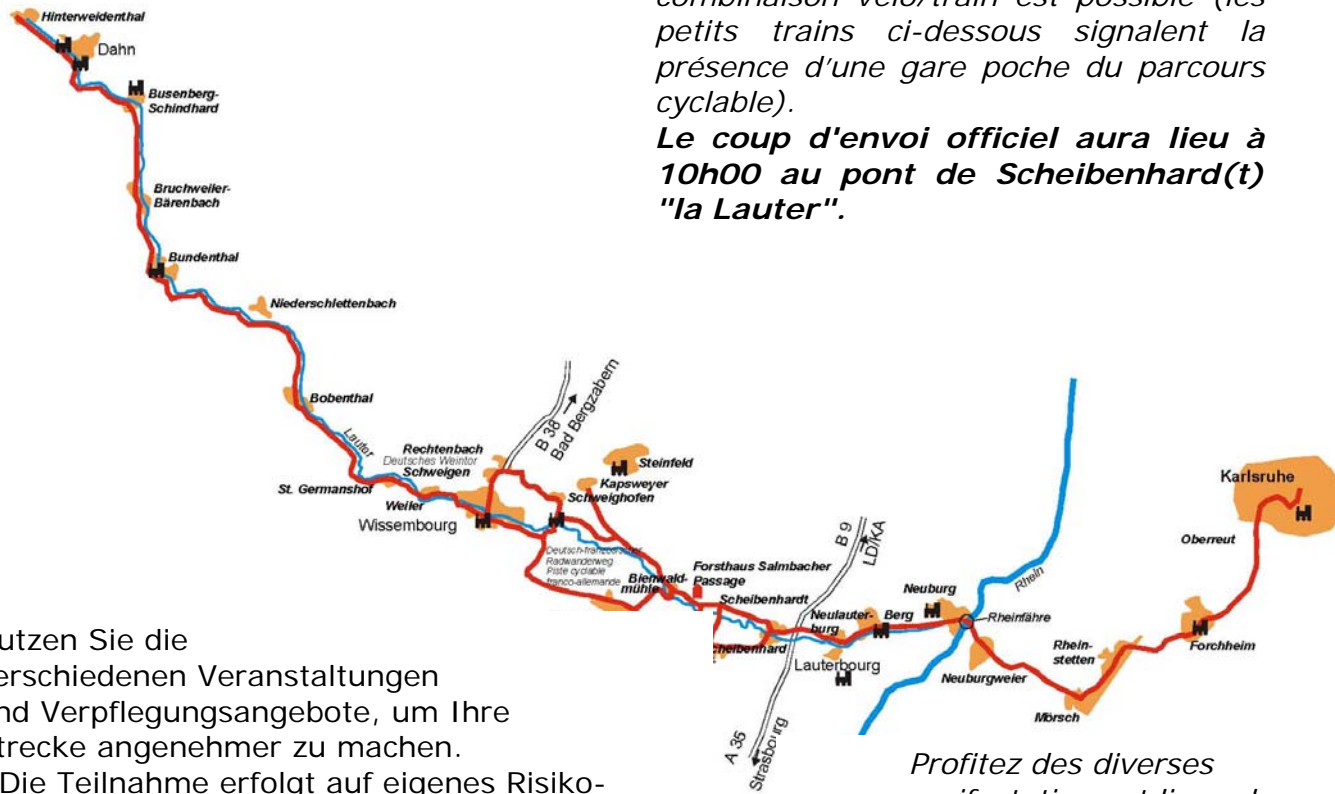 combinaison vélo/train est possible (les
petits trains ci-dessous signalent la
présence d'une gare poche du parcours
cyclable).
Le coup d'envoi officiel aura lieu à
10h00 au pont de Scheibenhard(t)
"la Lauter".
Hinterweidenthal
Dahn
Busenberg-
Schindhard
Bruchweiler-
Bärenbach
Bundenthal
Niederschlettenbach
Bobenthal
Lauter
St. Germanshof
Weiler
Wissembourg
Rechtenbach
Deutsches Weintor
Schweigen
B 38
Bad Bergzabern
Steinfeld
Kapsweyer
Schweighofen
Deutsch-französischer
Radwanderweg
Piste cyclable
franco-allemande
Bienwald-
mühle
Forsthaus Salmbacher
Passage
Scheibenhardt
cheibenhard
B 9
LD/KA
Neulauter-
burg
Berg
Neuburg
Lauterbourg
A 35
Strasbourg
Rhein
Rheinfähre
Neuburgweier
Mörsch
Rhein-
stetten
Forchheim
Oberreut
Karlsruhe
utzen Sie die
erschiedenen Veranstaltungen
nd Verpflegungsangebote, um Ihre
trecke angenehmer zu machen.
Die Teilnahme erfolgt auf eigenes Risiko-
Profitez des diverses